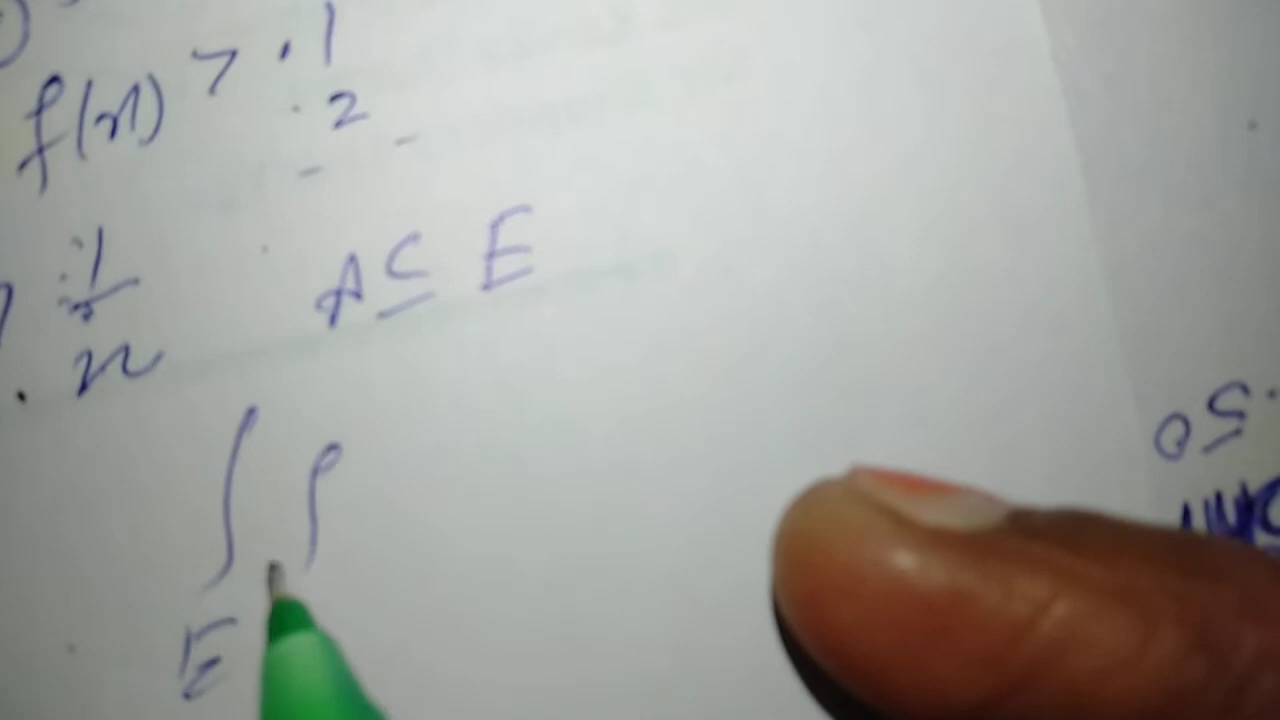 f(x) > .1
.2
- -
1/n A ⊆ E
∫ f
E